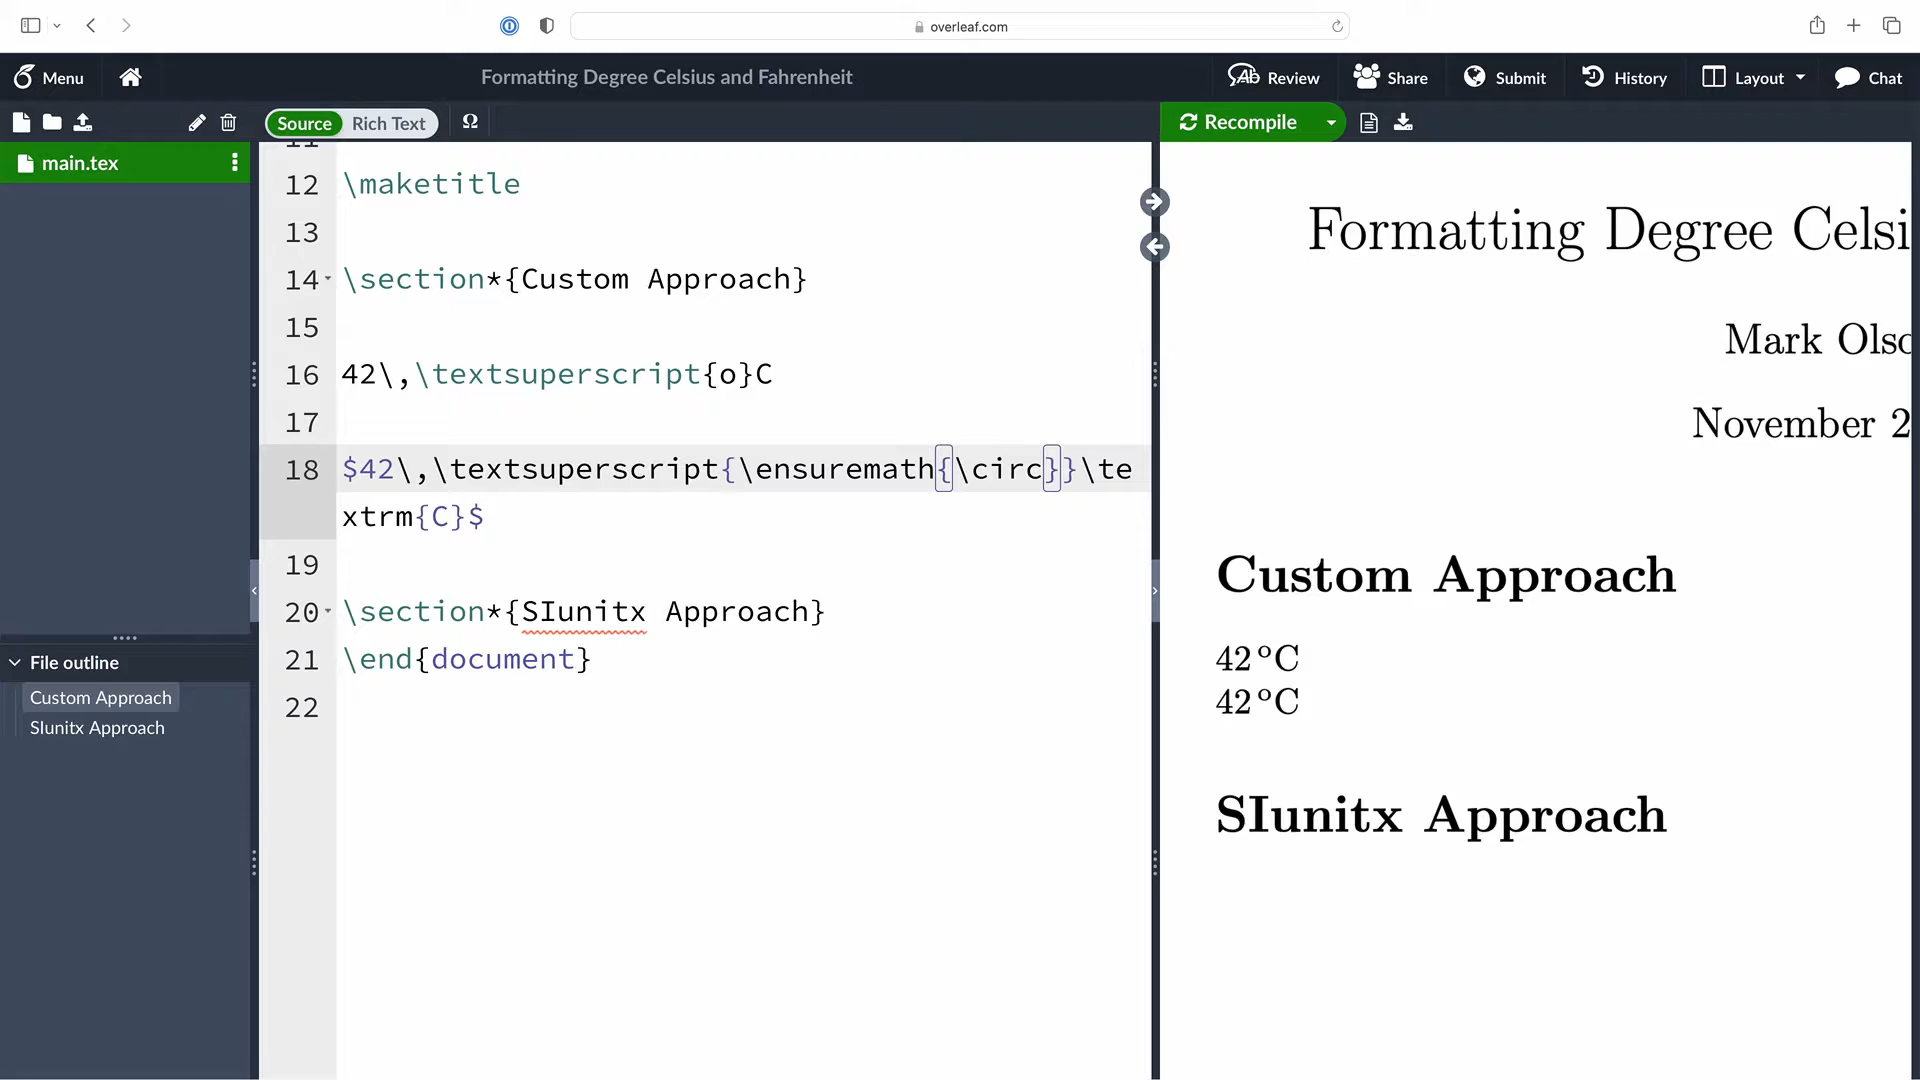 overleaf.com
Menu
Formatting Degree Celsius and Fahrenheit
Review
Share
Submit
History
Layout
Chat
Source Rich Text Ω
Recompile
main.tex
File outline
Custom Approach
SIunitx Approach
12 \maketitle
13
14 \section*{Custom Approach}
15
16 42\,\textsuperscript{o}C
17
18 $42\,\textsuperscript{\ensuremath{\circ}}\te
xtrm{C}$
19
20 \section*{SIunitx Approach}
21 \end{document}
22
Formatting Degree Celsi
Mark Olso
November 2
Custom Approach
42 °C
42 °C
SIunitx Approach